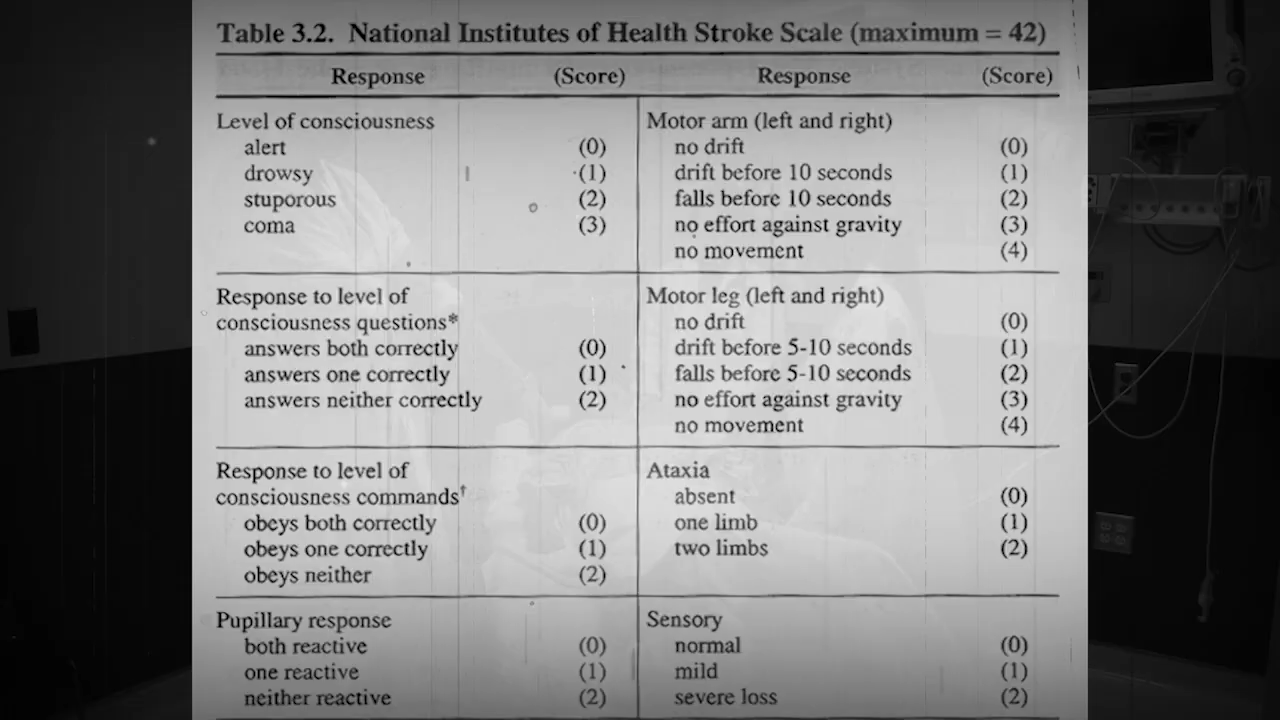 Table 3.2. National Institutes of Health Stroke Scale (maximum = 42)
Response (Score) Response (Score)
Level of consciousness
alert (0)
drowsy (1)
stuporous (2)
coma (3)
Motor arm (left and right)
no drift (0)
drift before 10 seconds (1)
falls before 10 seconds (2)
no effort against gravity (3)
no movement (4)
Response to level of
consciousness questions*
answers both correctly (0)
answers one correctly (1)
answers neither correctly (2)
Motor leg (left and right)
no drift (0)
drift before 5-10 seconds (1)
falls before 5-10 seconds (2)
no effort against gravity (3)
no movement (4)
Response to level of
consciousness commands†
obeys both correctly (0)
obeys one correctly (1)
obeys neither (2)
Ataxia
absent (0)
one limb (1)
two limbs (2)
Pupillary response
both reactive (0)
one reactive (1)
neither reactive (2)
Sensory
normal (0)
mild (1)
severe loss (2)